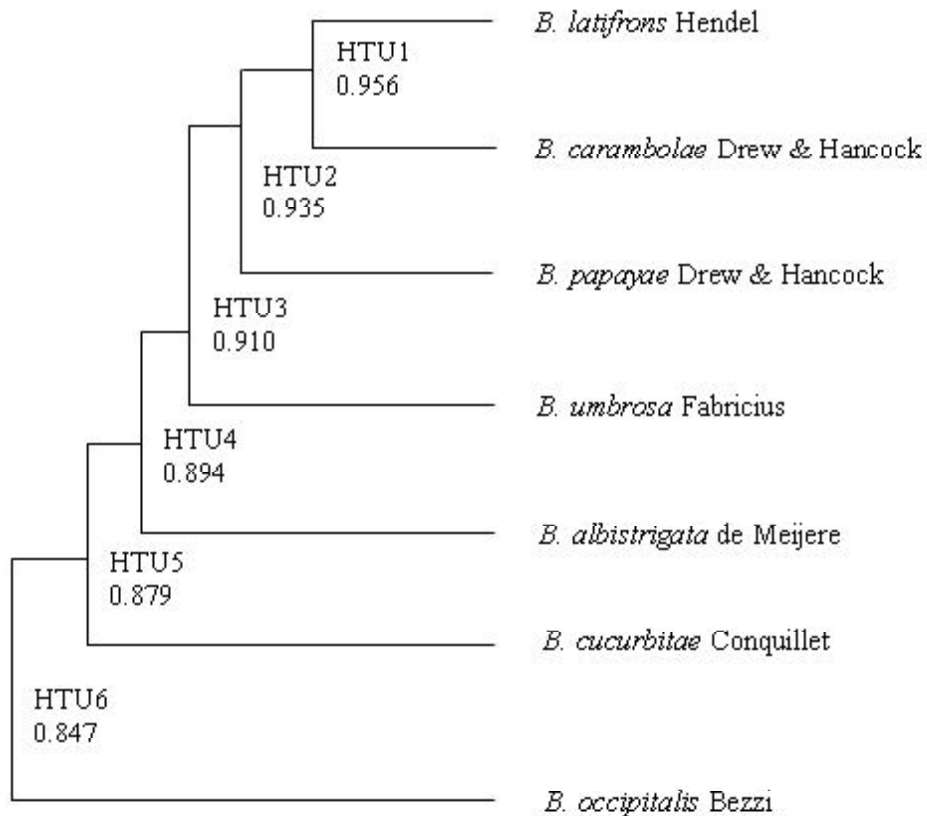 B. latifrons Hendel
HTU1
0.956
B. carambolae Drew & Hancock
HTU2
0.935
B. papayae Drew & Hancock
HTU3
0.910
B. umbrosa Fabricius
HTU4
0.894
B. albistrigata de Meijere
HTU5
0.879
B. cucurbitae Conquillet
HTU6
0.847
B. occipitalis Bezzi